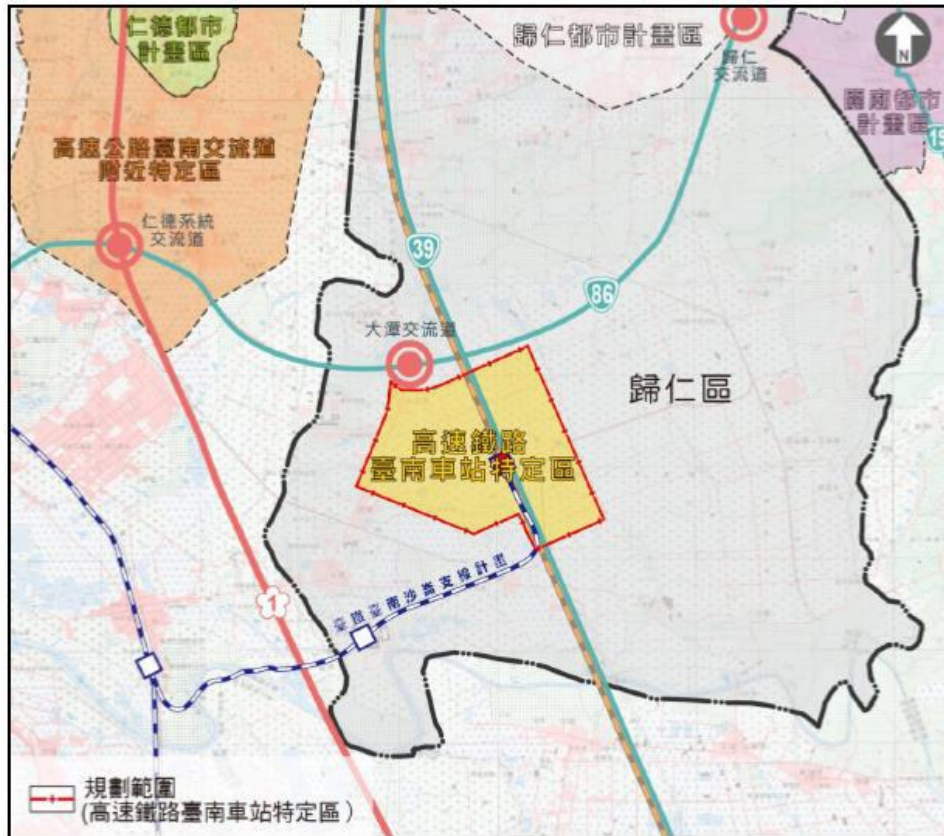 仁德都市
計畫區
歸仁都市計畫區
歸仁
交流道
N
關廟都市
計畫區
19
高速公路臺南交流道
附近特定區
仁德系統
交流道
39
86
大潭交流道
歸仁區
高速鐵路
臺南車站特定區
臺鐵臺南沙崙支線計畫
1
規劃範圍
(高速鐵路臺南車站特定區)